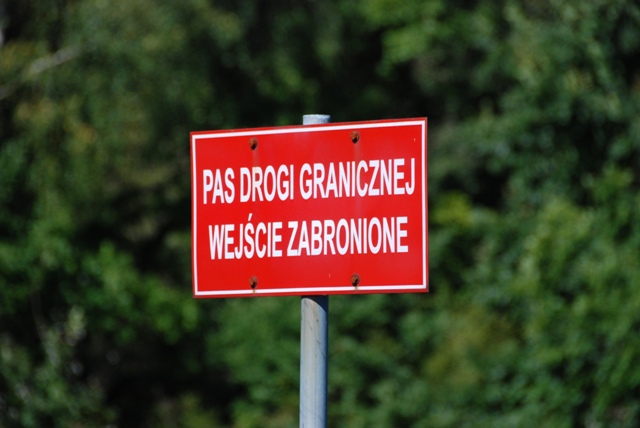 PAS DROGI GRANICZNEJ
WEJŚCIE ZABRONIONE